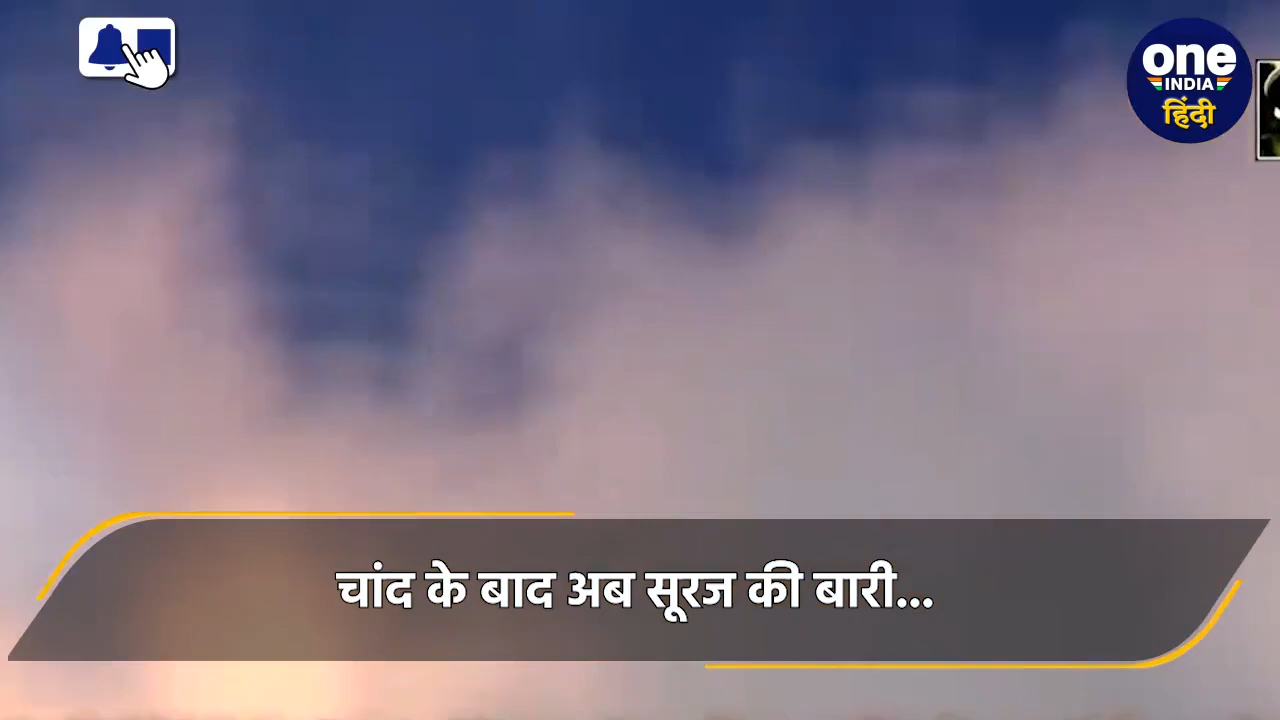 one
INDIA
हिंदी
चांद के बाद अब सूरज की बारी...